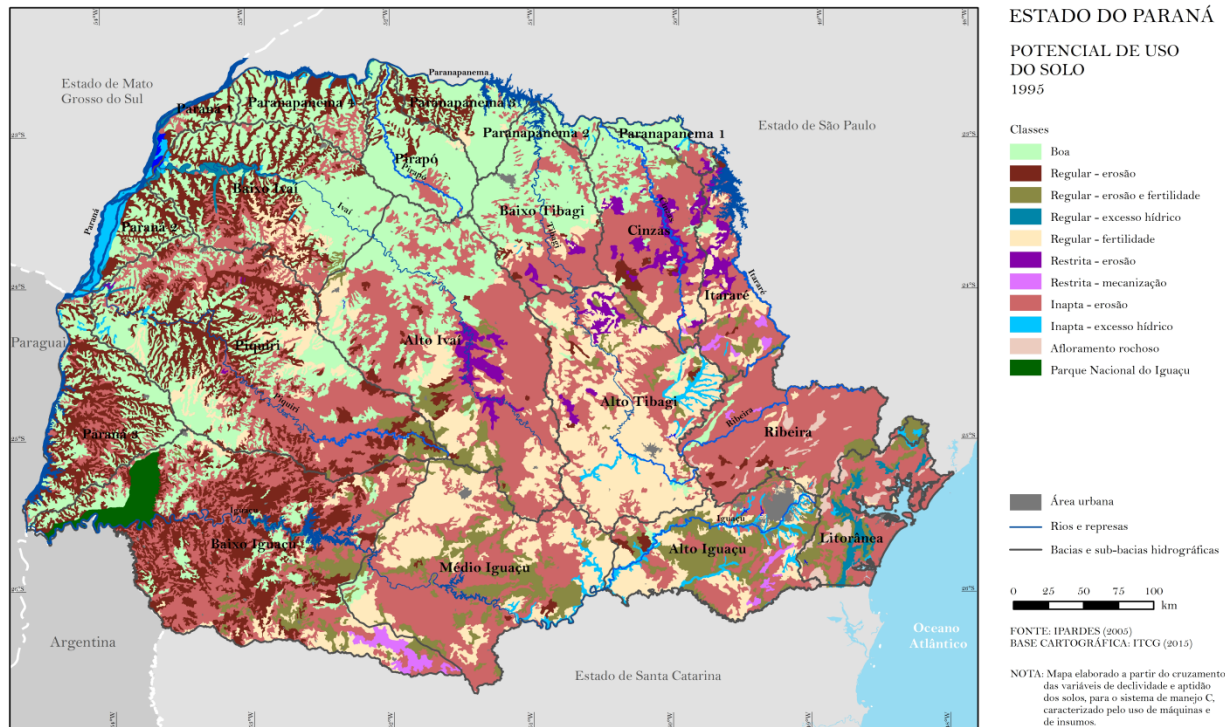 ESTADO DO PARANÁ
POTENCIAL DE USO
DO SOLO
1995
Classes
Boa
Regular - erosão
Regular - erosão e fertilidade
Regular - excesso hídrico
Regular - fertilidade
Restrita - erosão
Restrita - mecanização
Inapta - erosão
Inapta - excesso hídrico
Afloramento rochoso
Parque Nacional do Iguaçu
Área urbana
Rios e represas
Bacias e sub-bacias hidrográficas
0 25 50 75 100 km
FONTE: IPARDES (2005)
BASE CARTOGRÁFICA: ITCG (2015)
NOTA: Mapa elaborado a partir do cruzamento
das variáveis de declividade e aptidão
dos solos, para o sistema de manejo C,
caracterizado pelo uso de máquinas e
de insumos.
Estado de Mato
Grosso do Sul
Estado de São Paulo
Paraguai
Argentina
Estado de Santa Catarina
Oceano
Atlântico
Paranapanema
Paraná 1
Paranapanema 4
Paranapanema 3
Paranapanema 2
Paranapanema 1
Pirapó
Pirapó
Baixo Ivaí
Ivaí
Paraná
Paraná 2
Baixo Tibagi
Tibagi
Cinzas
Cinzas
Itararé
Itararé
Piquiri
Piquiri
Alto Ivaí
Alto Tibagi
Ribeira
Ribeira
Paraná 3
Iguaçu
Baixo Iguaçu
Médio Iguaçu
Iguaçu
Alto Iguaçu
Litorânea